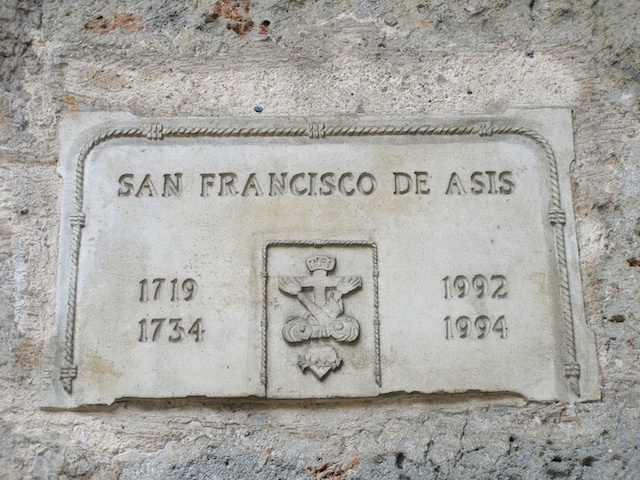 SAN FRANCISCO DE ASIS
1719 1992
1734 1994